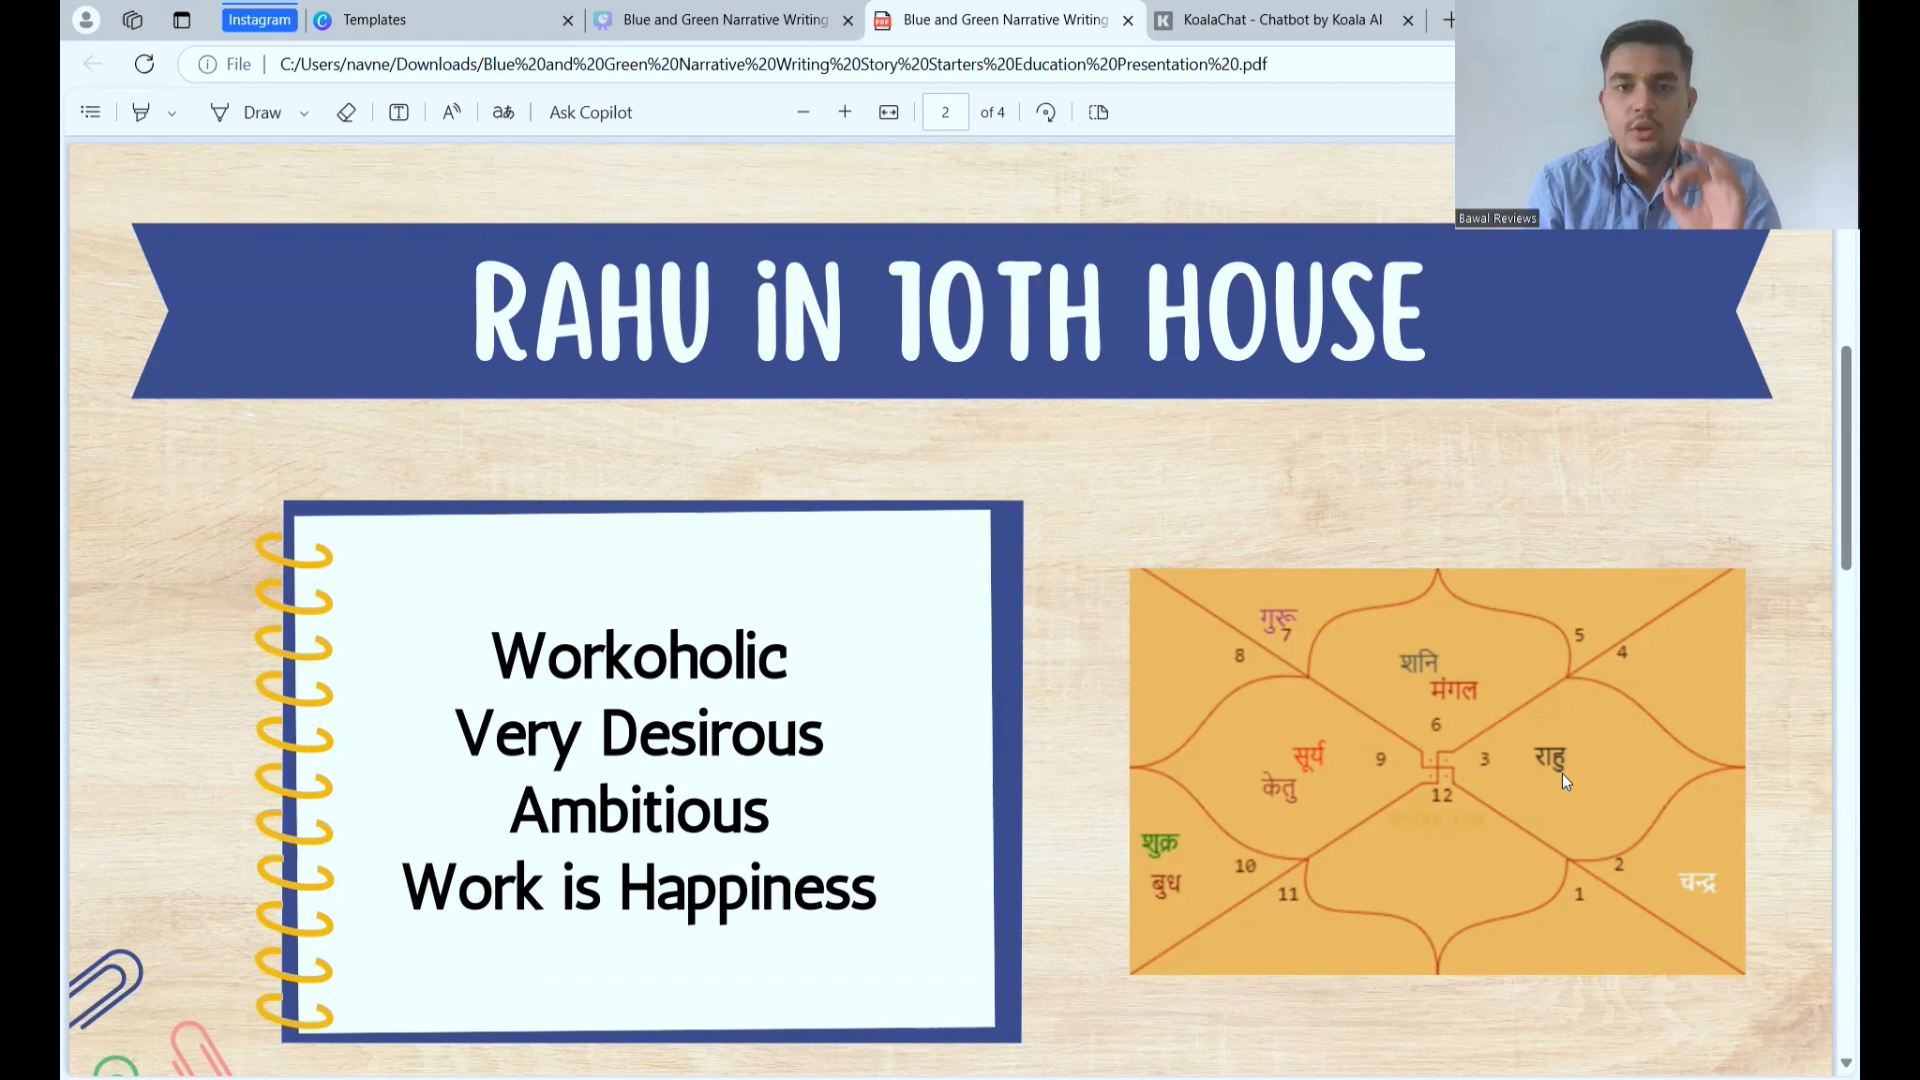 Instagram
Templates
Blue and Green Narrative Writing
Blue and Green Narrative Writing
KoalaChat - Chatbot by Koala AI
File
C:/Users/navne/Downloads/Blue%20and%20Green%20Narrative%20Writing%20Story%20Starters%20Education%20Presentation%20.pdf
Draw
Ask Copilot
2 of 4
Bawal Reviews
RAHU iN 10TH HOUSE
Workoholic
Very Desirous
Ambitious
Work is Happiness
गुरू
7
5
8
4
शनि
मंगल
6
सूर्य
9
3
राहु
केतु
12
शुक्र
10
2
बुध
11
1
चन्द्र